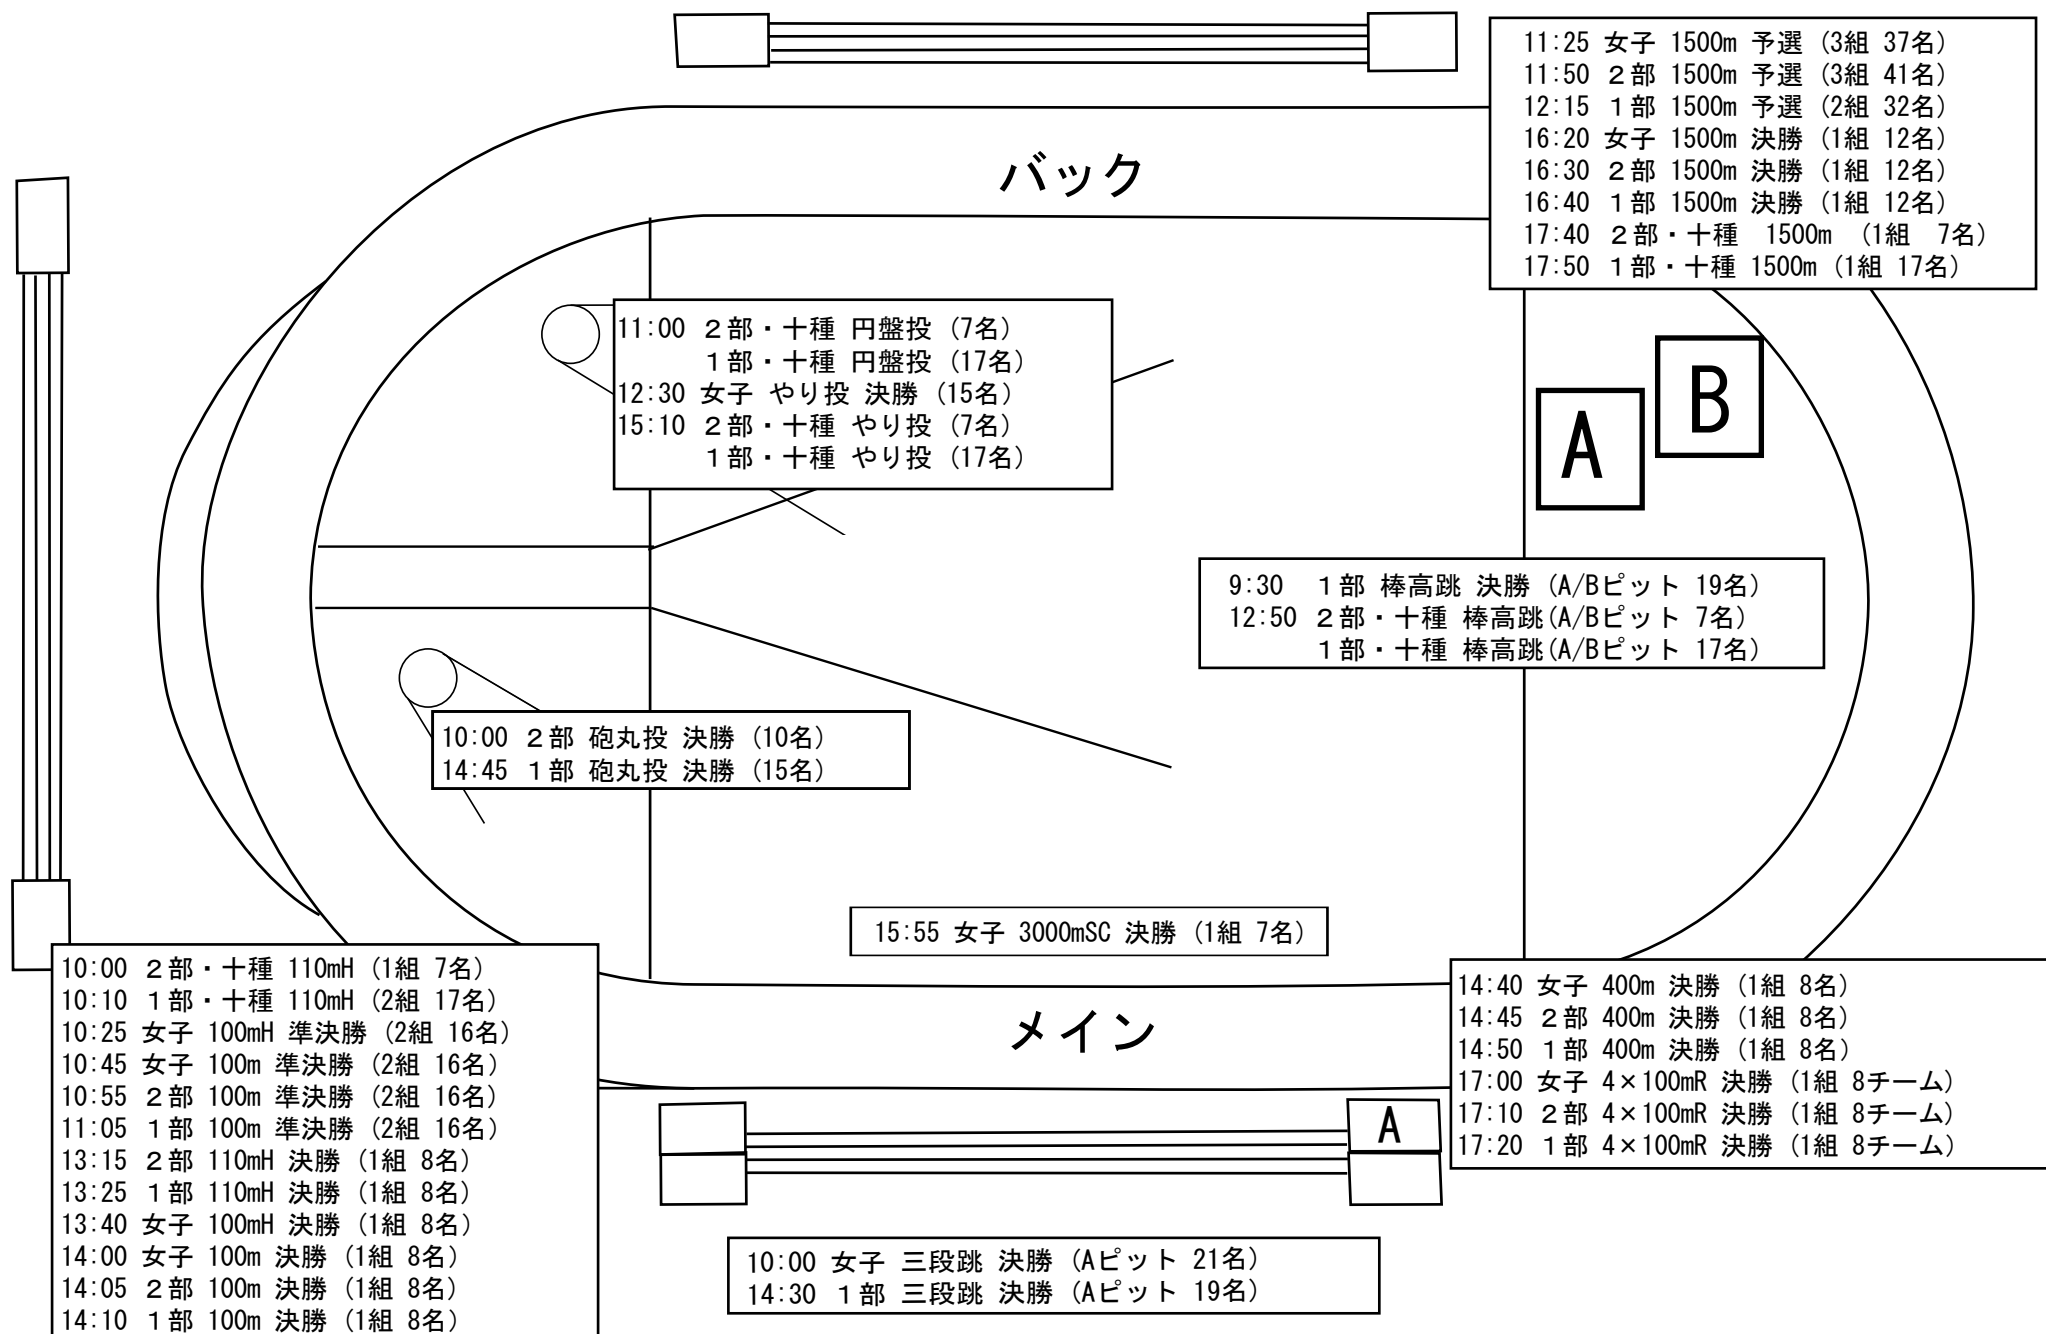 11:25 女子 1500m 予選 (3組 37名)
11:50 ２部 1500m 予選 (3組 41名)
12:15 １部 1500m 予選 (2組 32名)
16:20 女子 1500m 決勝 (1組 12名)
16:30 ２部 1500m 決勝 (1組 12名)
16:40 １部 1500m 決勝 (1組 12名)
17:40 ２部・十種　1500m （1組　7名）
17:50 １部・十種 1500m (1組 17名)
バック
11:00 ２部・十種 円盤投 (7名)
１部・十種 円盤投 (17名)
12:30 女子 やり投 決勝 (15名)
15:10 ２部・十種 やり投 (7名)
１部・十種 やり投 (17名)
A
B
9:30　１部 棒高跳 決勝 (A/Bピット 19名)
12:50 ２部・十種 棒高跳(A/Bピット 7名)
１部・十種 棒高跳(A/Bピット 17名)
10:00 ２部 砲丸投 決勝 (10名)
14:45 １部 砲丸投 決勝 (15名)
15:55 女子 3000mSC 決勝 (1組 7名)
10:00 ２部・十種 110mH (1組 7名)
10:10 １部・十種 110mH (2組 17名)
10:25 女子 100mH 準決勝 (2組 16名)
10:45 女子 100m 準決勝 (2組 16名)
10:55 ２部 100m 準決勝 (2組 16名)
11:05 １部 100m 準決勝 (2組 16名)
13:15 ２部 110mH 決勝 (1組 8名)
13:25 １部 110mH 決勝 (1組 8名)
13:40 女子 100mH 決勝 (1組 8名)
14:00 女子 100m 決勝 (1組 8名)
14:05 ２部 100m 決勝 (1組 8名)
14:10 １部 100m 決勝 (1組 8名)
メイン
14:40 女子 400m 決勝 (1組 8名)
14:45 ２部 400m 決勝 (1組 8名)
14:50 １部 400m 決勝 (1組 8名)
17:00 女子 4×100mR 決勝 (1組 8チーム)
17:10 ２部 4×100mR 決勝 (1組 8チーム)
17:20 １部 4×100mR 決勝 (1組 8チーム)
A
10:00 女子 三段跳 決勝 (Aピット 21名)
14:30 １部 三段跳 決勝 (Aピット 19名)